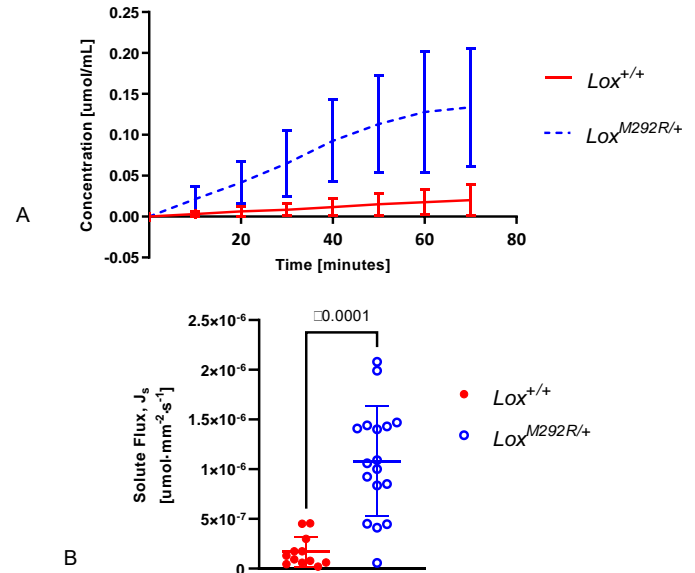 0.25
0.20
0.15
0.10
0.05
0.00
-0.05
Concentration [umol/mL]
20
40
60
80
Time [minutes]
Lox+/+
LoxM292R/+
A
□0.0001
2.5×10-6
2×10-6
1.5×10-6
1×10-6
5×10-7
0
Solute Flux, Js
[umol·mm-2·s-1]
Lox+/+
LoxM292R/+
B